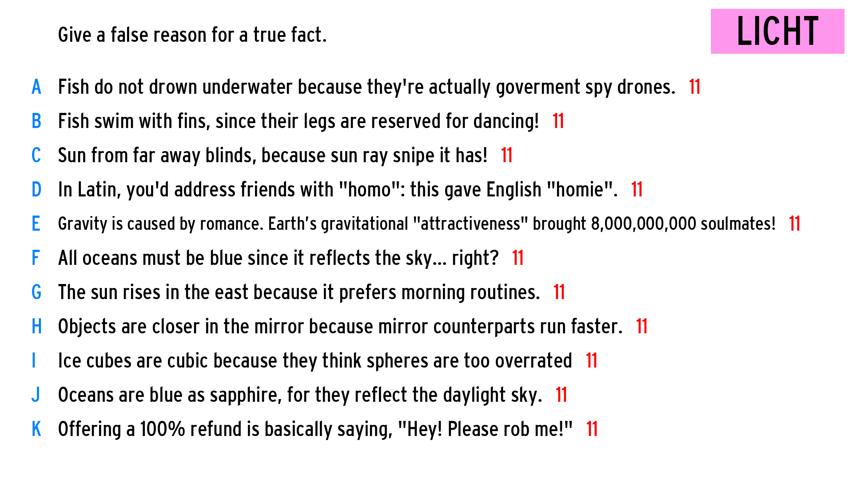 Give a false reason for a true fact.
LICHT
A Fish do not drown underwater because they're actually goverment spy drones. 11
B Fish swim with fins, since their legs are reserved for dancing! 11
C Sun from far away blinds, because sun ray snipe it has! 11
D In Latin, you'd address friends with "homo": this gave English "homie". 11
E Gravity is caused by romance. Earth's gravitational "attractiveness" brought 8,000,000,000 soulmates! 11
F All oceans must be blue since it reflects the sky... right? 11
G The sun rises in the east because it prefers morning routines. 11
H Objects are closer in the mirror because mirror counterparts run faster. 11
I Ice cubes are cubic because they think spheres are too overrated 11
J Oceans are blue as sapphire, for they reflect the daylight sky. 11
K Offering a 100% refund is basically saying, "Hey! Please rob me!" 11